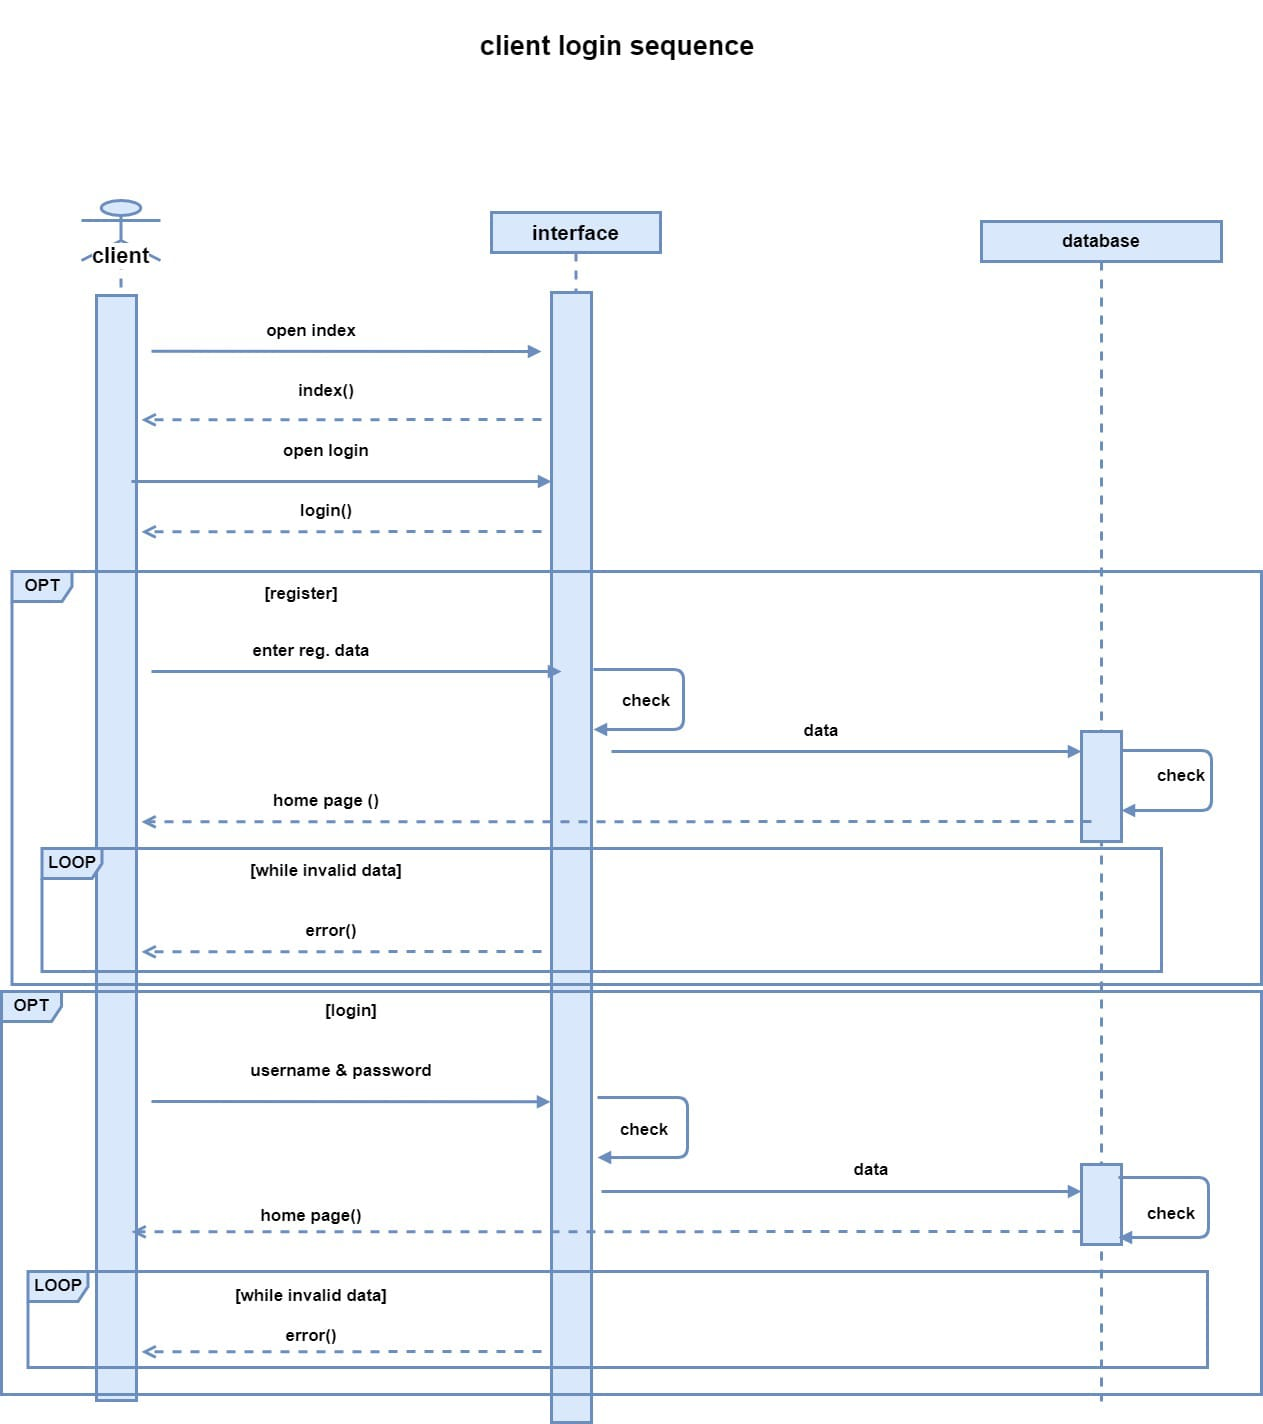 client login sequence
client
interface
database
open index
index()
open login
login()
OPT
[register]
enter reg. data
check
data
check
home page ()
LOOP
[while invalid data]
error()
OPT
[login]
username & password
check
data
check
home page()
LOOP
[while invalid data]
error()